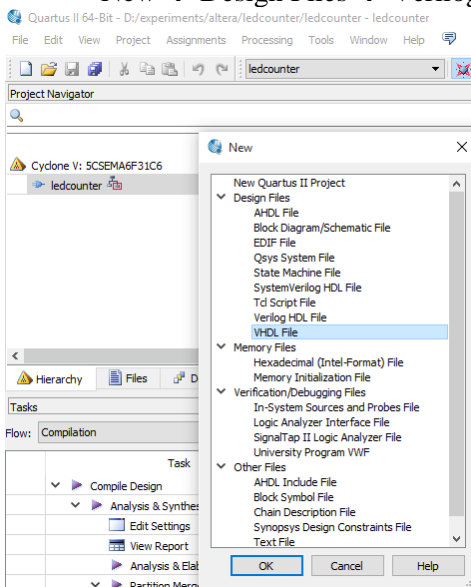 New → Design Files → Verilog
Quartus II 64-Bit - D:/experiments/altera/ledcounter/ledcounter - ledcounter
File Edit View Project Assignments Processing Tools Window Help
ledcounter
Project Navigator
Cyclone V: 5CSEMA6F31C6
ledcounter
Hierarchy Files D
Tasks
Flow: Compilation
Task
Compile Design
Analysis & Synthes
Edit Settings
View Report
Analysis & Elab
Partition Merge
New
New Quartus II Project
Design Files
AHDL File
Block Diagram/Schematic File
EDIF File
Qsys System File
State Machine File
SystemVerilog HDL File
Tcl Script File
Verilog HDL File
VHDL File
Memory Files
Hexadecimal (Intel-Format) File
Memory Initialization File
Verification/Debugging Files
In-System Sources and Probes File
Logic Analyzer Interface File
SignalTap II Logic Analyzer File
University Program VWF
Other Files
AHDL Include File
Block Symbol File
Chain Description File
Synopsys Design Constraints File
Text File
OK Cancel Help